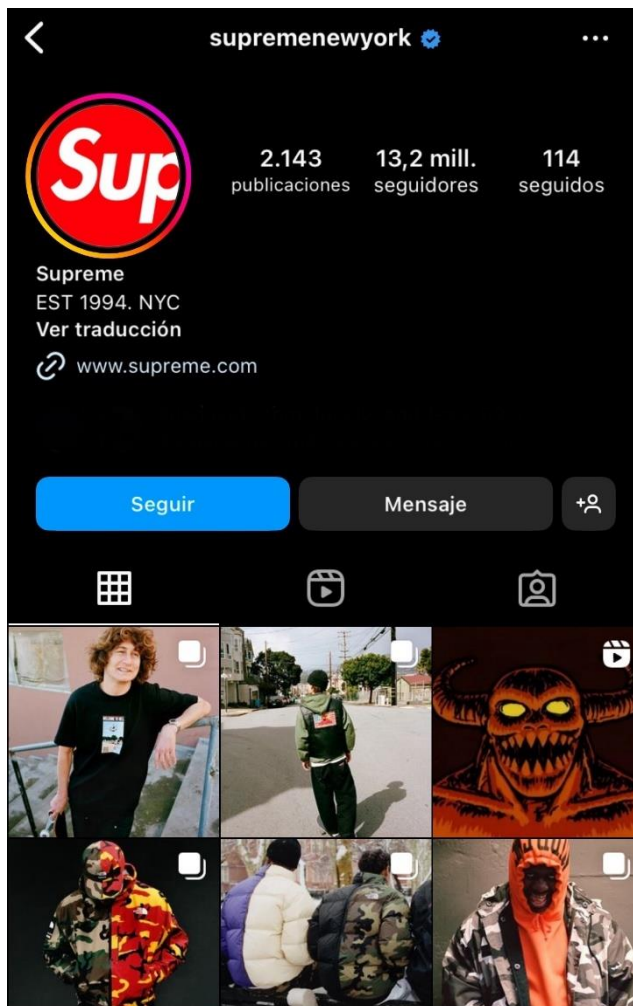 supremenewyork
Sup
2.143 13,2 mill. 114
publicaciones seguidores seguidos
Supreme
EST 1994. NYC
Ver traducción
www.supreme.com
Seguir Mensaje